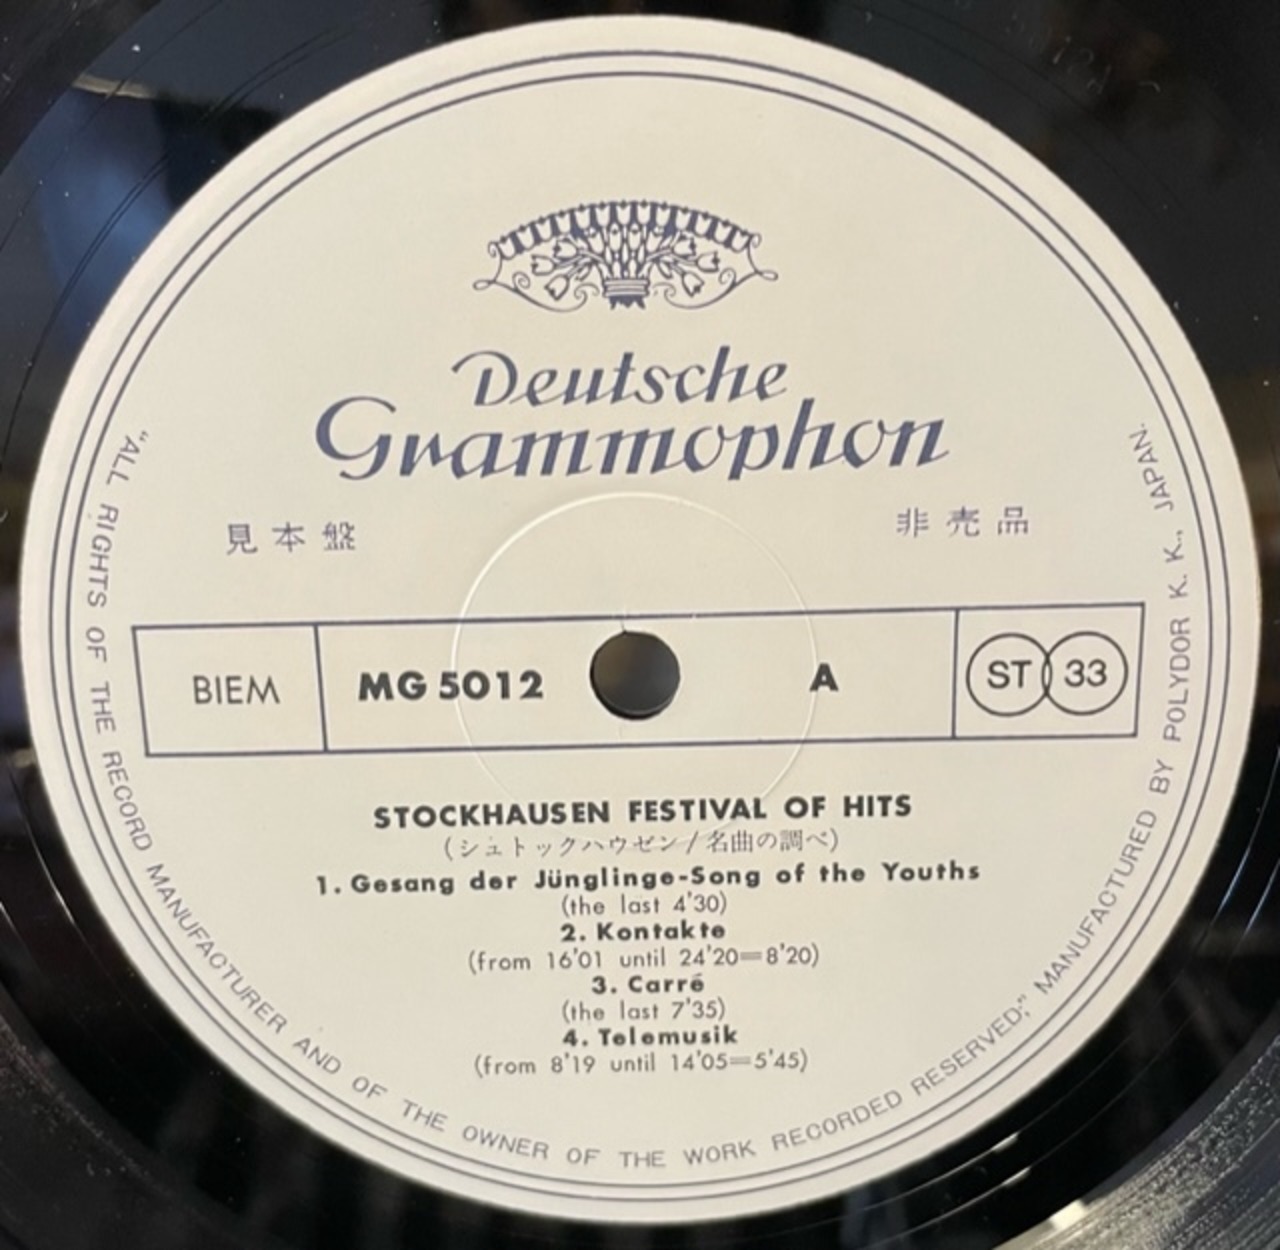 Deutsche
Grammophon
見本盤
非売品
BIEM
MG 5012
A
ST 33
STOCKHAUSEN FESTIVAL OF HITS
(シュトックハウゼン/名曲の調べ)
1. Gesang der Jünglinge-Song of the Youths
(the last 4'30)
2. Kontakte
(from 16'01 until 24'20=8'20)
3. Carré
(the last 7'35)
4. Telemusik
(from 8'19 until 14'05=5'45)
"ALL RIGHTS OF THE RECORD MANUFACTURER AND OF THE OWNER OF THE WORK RECORDED RESERVED;" MANUFACTURED BY POLYDOR K. K., JAPAN.